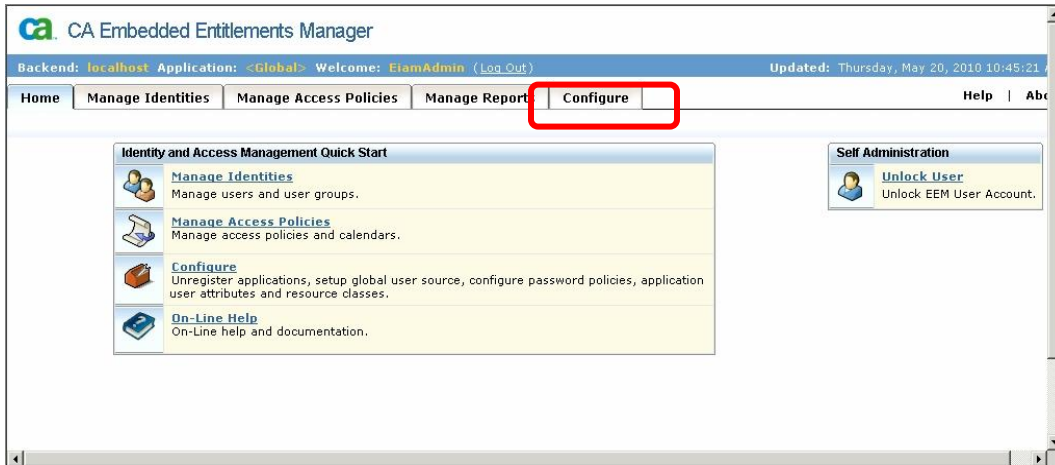 ca. CA Embedded Entitlements Manager
Backend: localhost Application: <Global> Welcome: EiamAdmin (Log Out) Updated: Thursday, May 20, 2010 10:45:21
Home Manage Identities Manage Access Policies Manage Reports Configure Help |
Identity and Access Management Quick Start
Manage Identities
Manage users and user groups.
Manage Access Policies
Manage access policies and calendars.
Configure
Unregister applications, setup global user source, configure password policies, application
user attributes and resource classes.
On-Line Help
On-Line help and documentation.
Self Administration
Unlock User
Unlock EEM User Account.